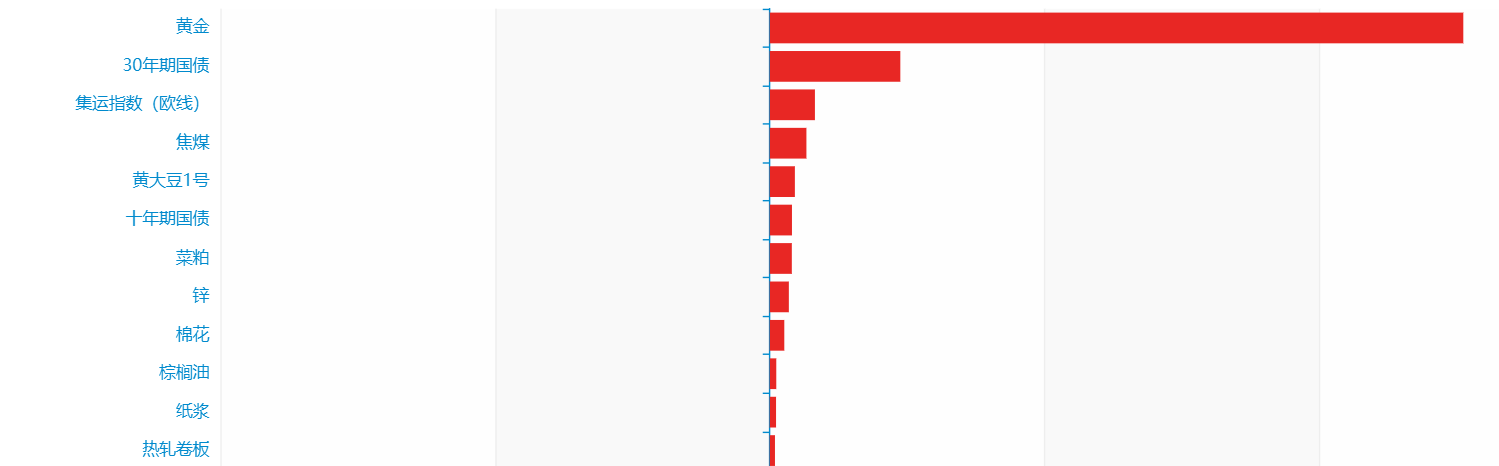 黄金
30年期国债
集运指数（欧线）
焦煤
黄大豆1号
十年期国债
菜粕
锌
棉花
棕榈油
纸浆
热轧卷板